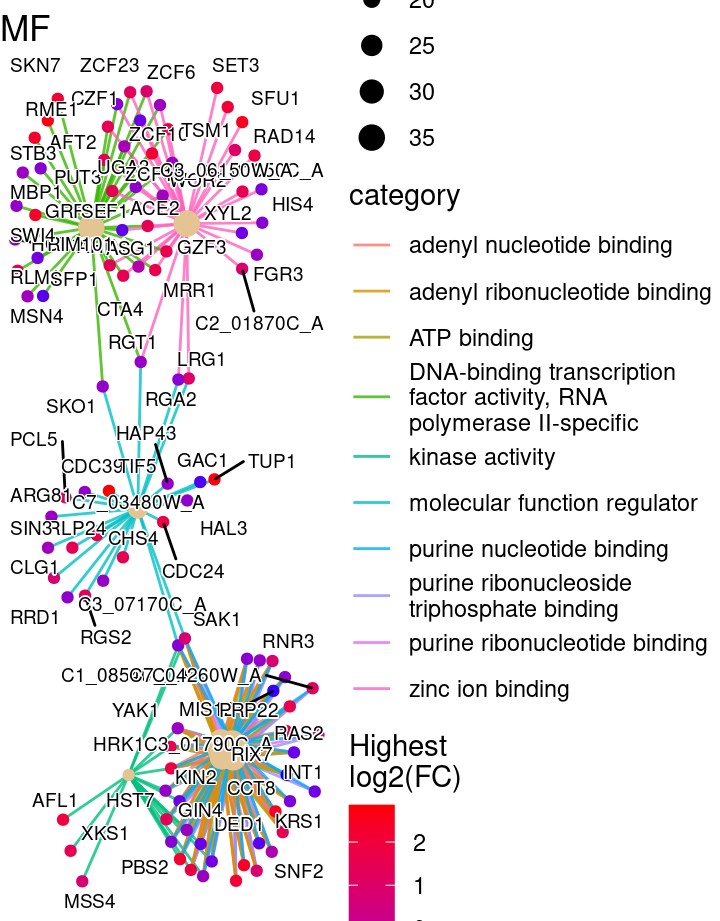 MF
20
25
30
35
SKN7
ZCF23
ZCF6
SET3
RME1
CZF1
SFU1
AFT2
TSM1
RAD14
STB3
PUT3
MBP1
SEF1
ACE2
XYL2
HIS4
SWI4
RIM101
ASG1
GZF3
SFP1
FGR3
MRR1
MSN4
CTA4
C2_01870C_A
RGT1
LRG1
SKO1
RGA2
HAP43
PCL5
CDC39
TIF5
GAC1
TUP1
ARG81
C7_03480W_A
SIN3
RLP24
CHS4
HAL3
CLG1
CDC24
C3_07170C_A
RRD1
SAK1
RGS2
RNR3
C04260W_A
YAK1
PRP22
HRK1
C3_01790C_A
RAS2
RIX7
KIN2
INT1
CCT8
AFL1
HST7
GIN4
DED1
KRS1
XKS1
PBS2
SNF2
MSS4
category
adenyl nucleotide binding
adenyl ribonucleotide binding
ATP binding
DNA-binding transcription
factor activity, RNA
polymerase II-specific
kinase activity
molecular function regulator
purine nucleotide binding
purine ribonucleoside
triphosphate binding
purine ribonucleotide binding
zinc ion binding
Highest
log2(FC)
2
1